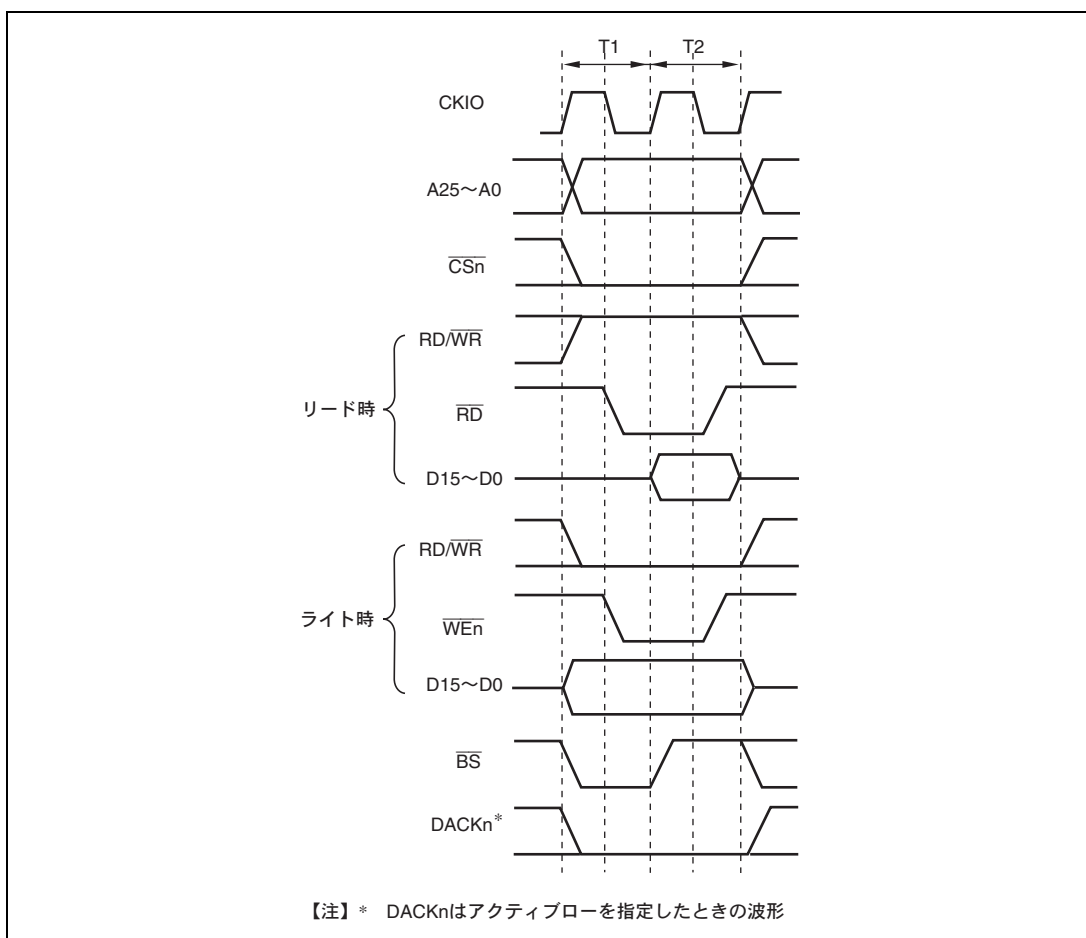 T1 T2
CKIO
A25～A0
CSn
RD/WR
リード時
RD
D15～D0
RD/WR
ライト時
WEn
D15～D0
BS
DACKn*
【注】* DACKnはアクティブローを指定したときの波形